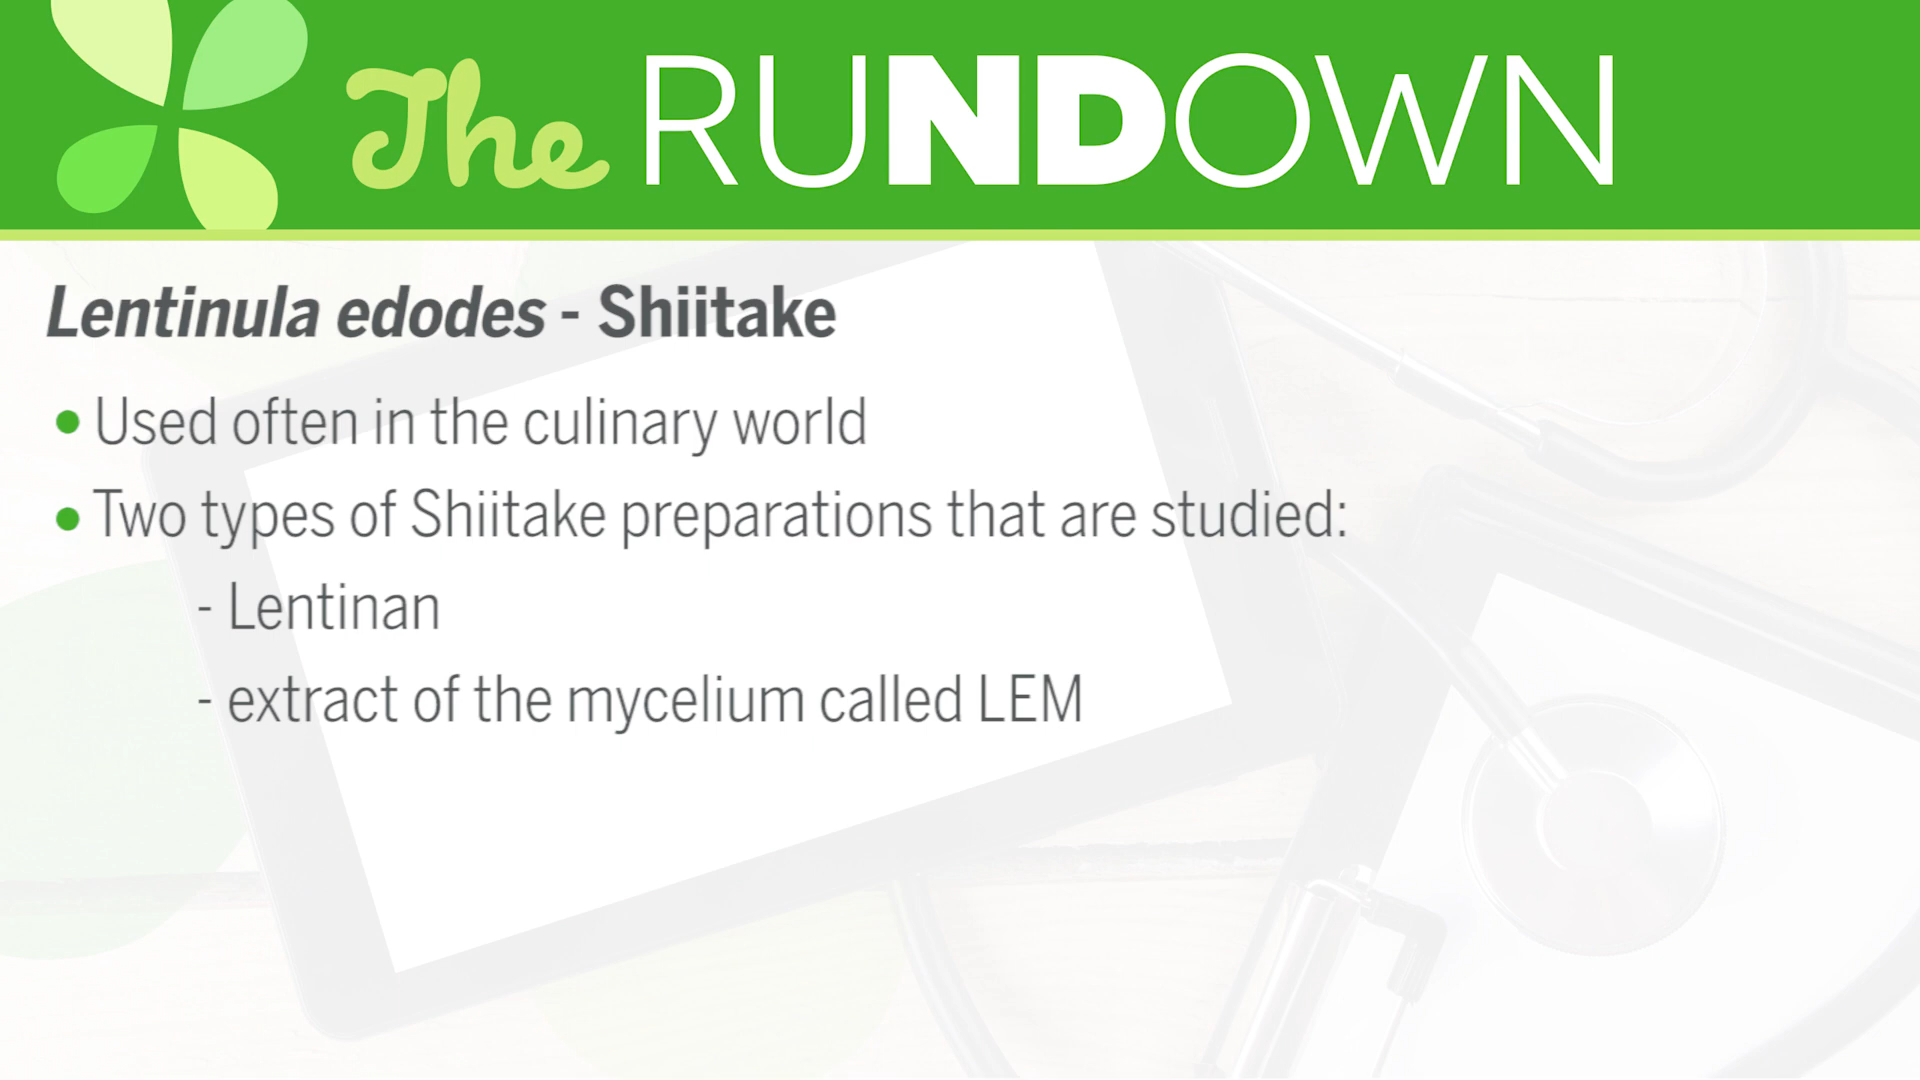 The RUNDOWN
Lentinula edodes - Shiitake
• Used often in the culinary world
• Two types of Shiitake preparations that are studied:
- Lentinan
- extract of the mycelium called LEM